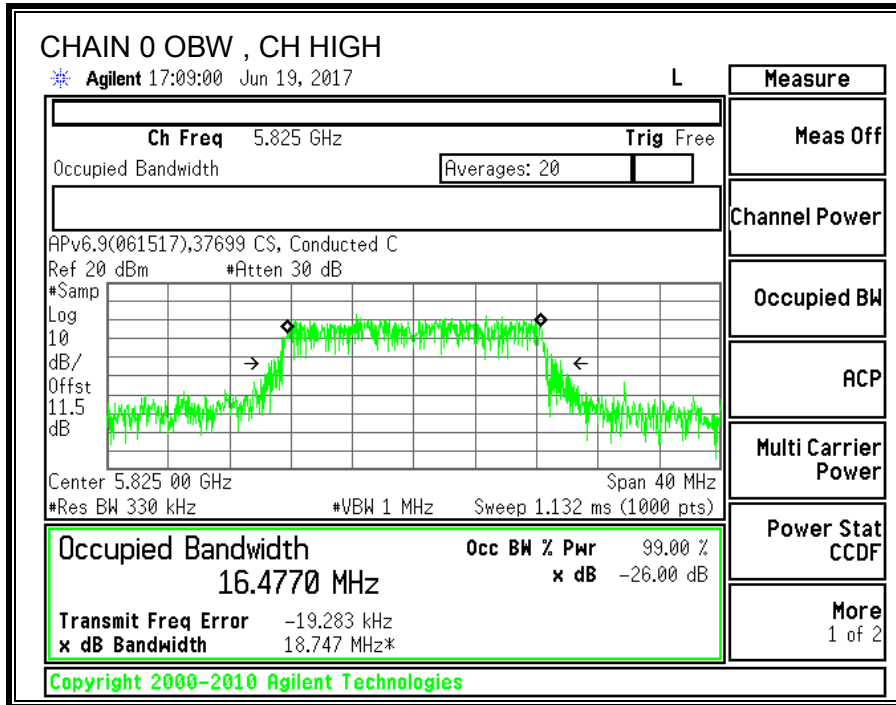 CHAIN 0 OBW , CH HIGH
Agilent 17:09:00 Jun 19, 2017 L
Measure
Ch Freq 5.825 GHz Trig Free
Meas Off
Occupied Bandwidth Averages: 20
Channel Power
APv6.9(061517),37699 CS, Conducted C
Ref 20 dBm #Atten 30 dB
#Samp
Log
10
dB/
Offst
11.5
dB
Occupied BW
ACP
Multi Carrier
Power
Center 5.825 00 GHz Span 40 MHz
#Res BW 330 kHz #VBW 1 MHz Sweep 1.132 ms (1000 pts)
Power Stat
CCDF
Occupied Bandwidth Occ BW % Pwr 99.00 %
16.4770 MHz x dB -26.00 dB
Transmit Freq Error -19.283 kHz
x dB Bandwidth 18.747 MHz*
More
1 of 2
Copyright 2000-2010 Agilent Technologies